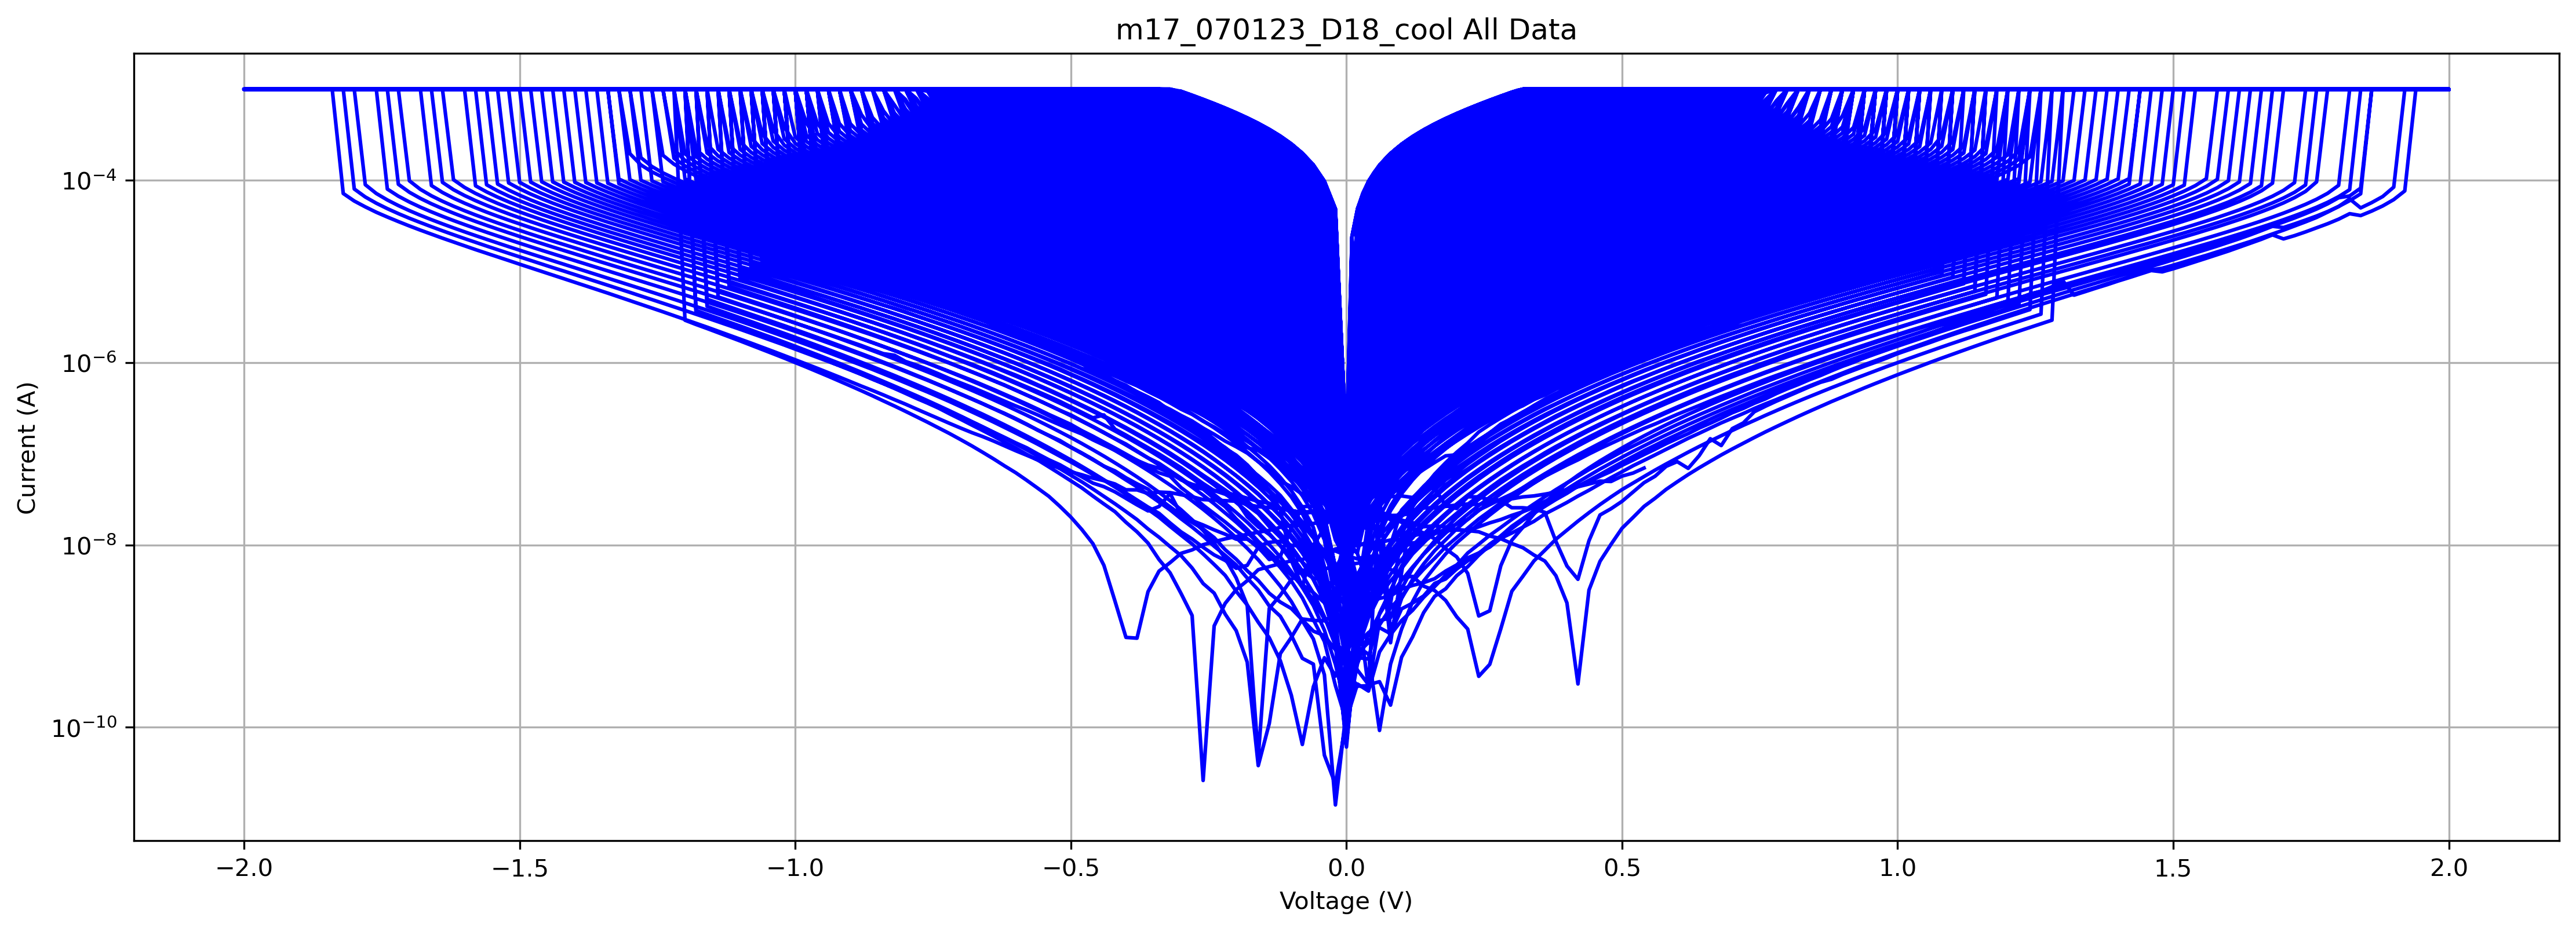 m17_070123_D18_cool All Data
10⁻⁴
10⁻⁶
10⁻⁸
10⁻¹⁰
Current (A)
−2.0 −1.5 −1.0 −0.5 0.0 0.5 1.0 1.5 2.0
Voltage (V)